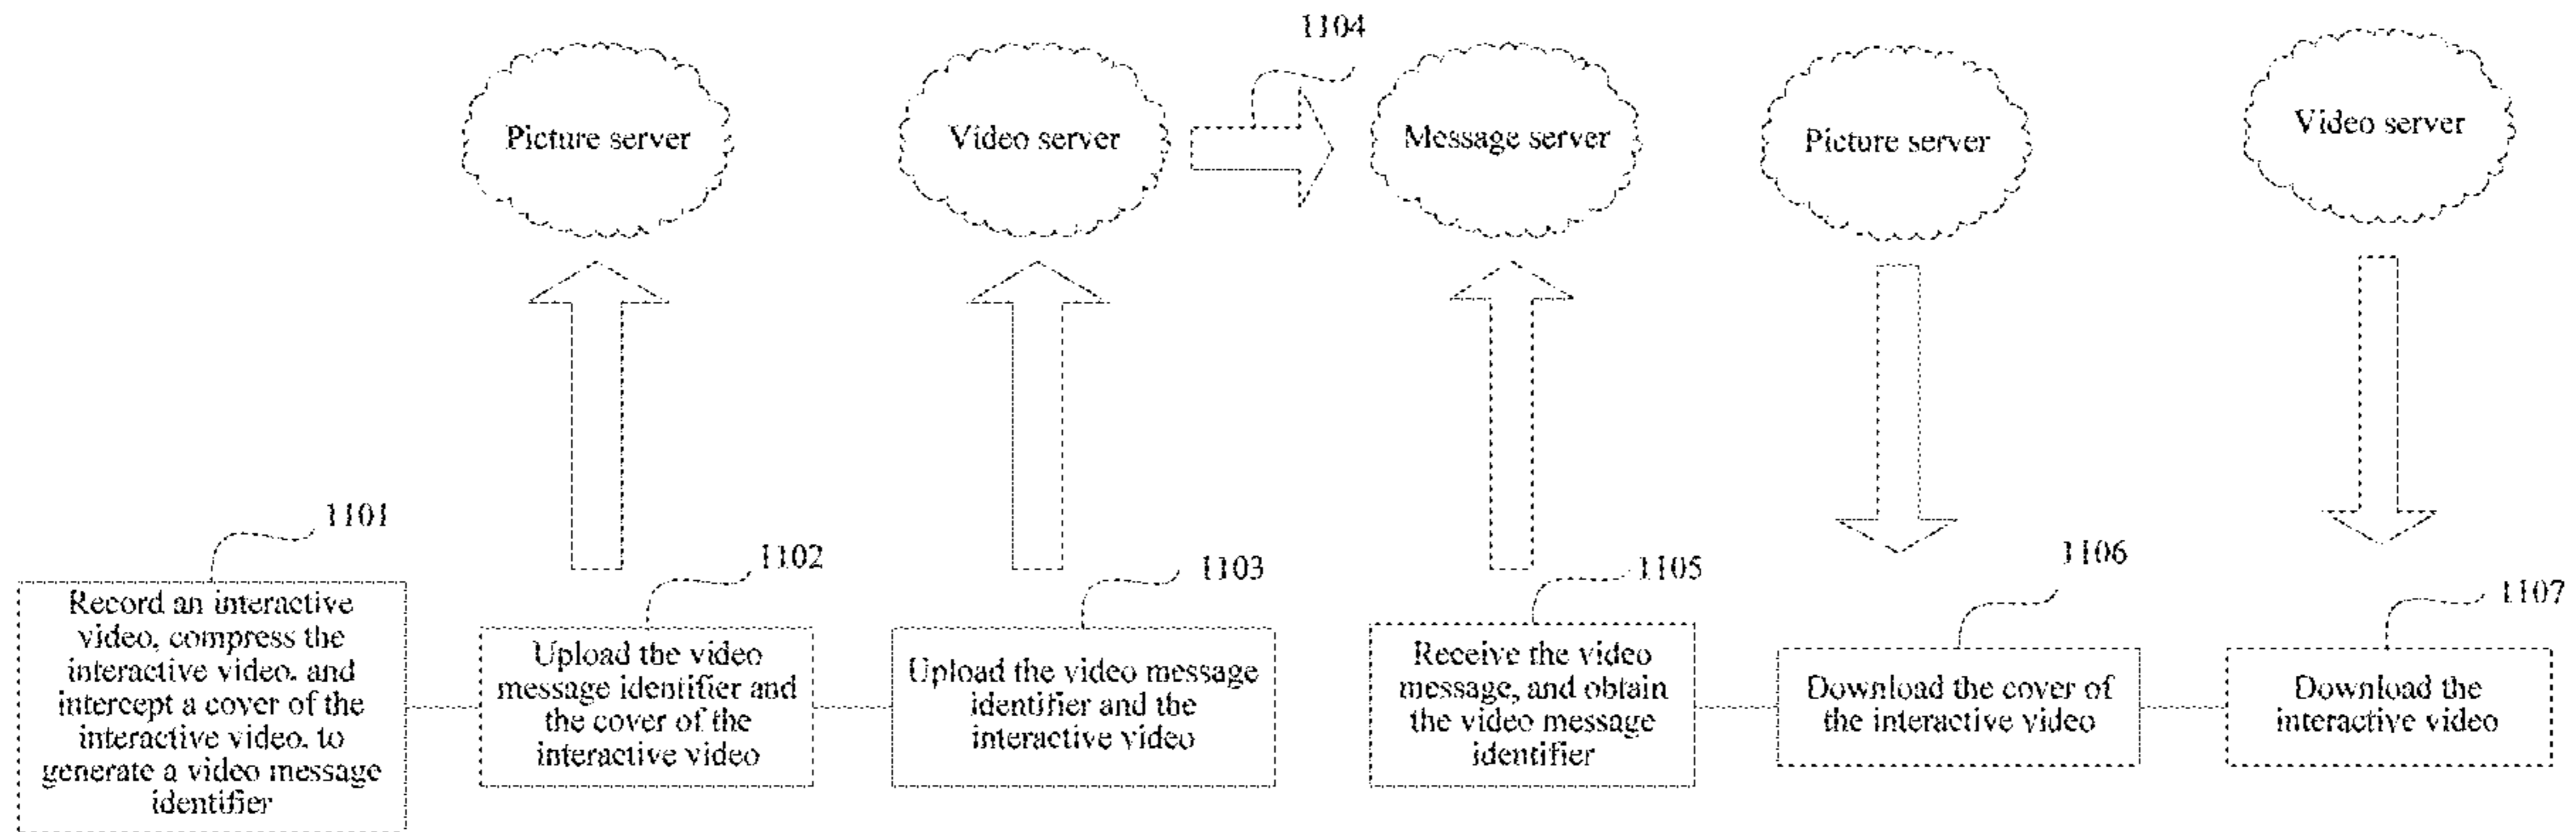 1104
Picture server
Video server
Message server
Picture server
Video server
1101
Record an interactive
video, compress the
interactive video, and
intercept a cover of the
interactive video, to
generate a video message
identifier
1102
Upload the video
message identifier and
the cover of the
interactive video
1103
Upload the video message
identifier and the
interactive video
1105
Receive the video
message, and obtain
the video message
identifier
1106
Download the cover of
the interactive video
1107
Download the
interactive video